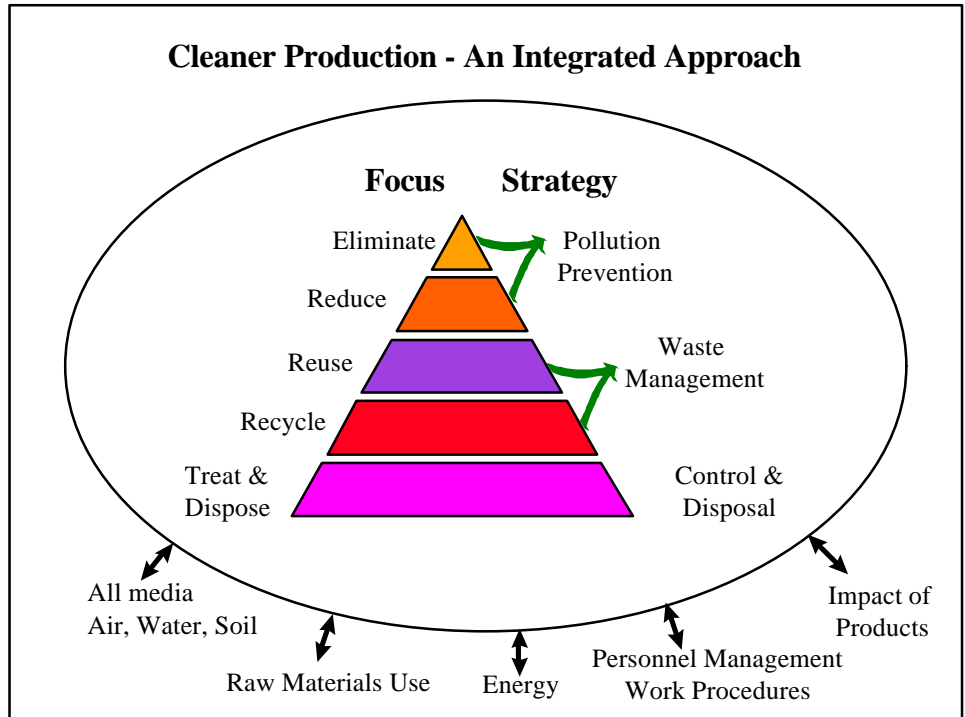 Cleaner Production - An Integrated Approach
Focus Strategy
Eliminate
Pollution
Prevention
Reduce
Reuse
Waste
Management
Recycle
Treat &
Dispose
Control &
Disposal
All media
Air, Water, Soil
Raw Materials Use
Energy
Personnel Management
Work Procedures
Impact of
Products